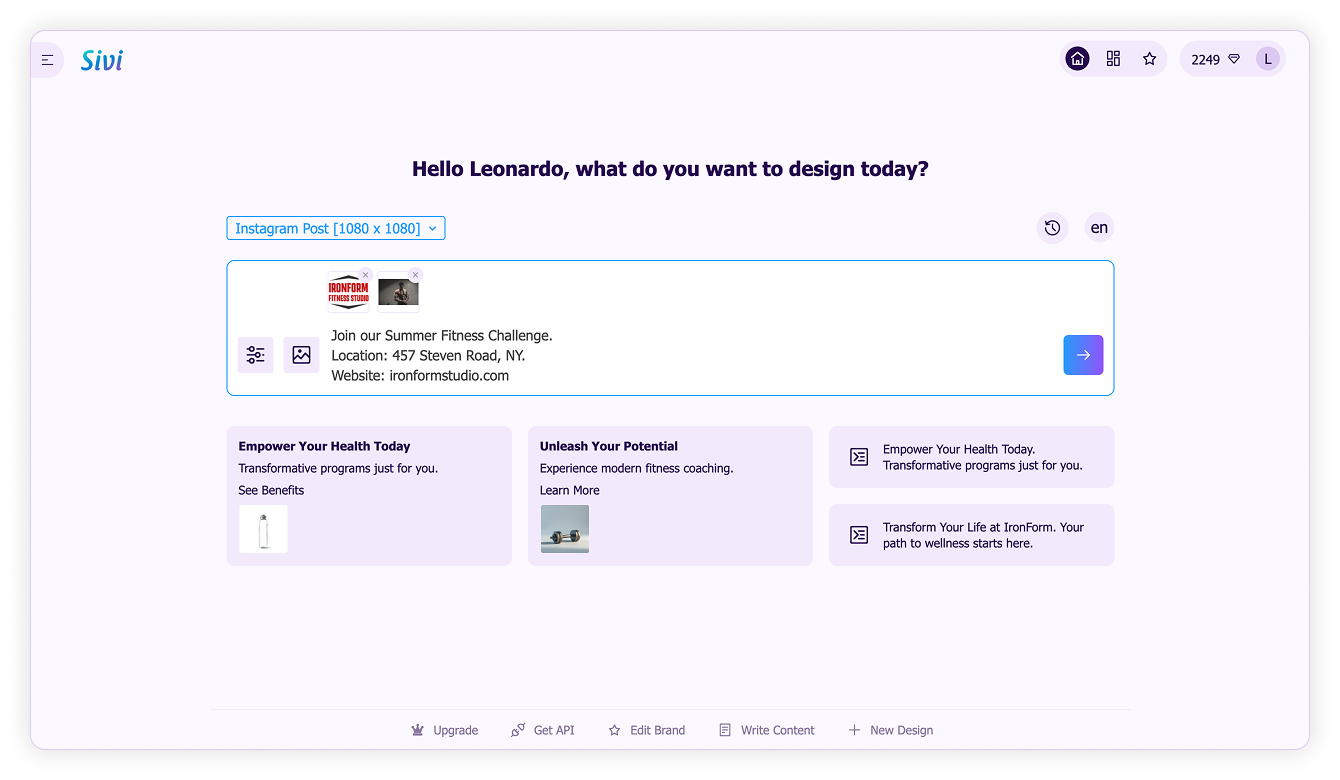 Sivi
2249
L
Hello Leonardo, what do you want to design today?
Instagram Post [1080 x 1080]
en
IRONFORM
FITNESS STUDIO
Join our Summer Fitness Challenge.
Location: 457 Steven Road, NY.
Website: ironformstudio.com
Empower Your Health Today
Transformative programs just for you.
See Benefits
Unleash Your Potential
Experience modern fitness coaching.
Learn More
Empower Your Health Today.
Transformative programs just for you.
Transform Your Life at IronForm. Your
path to wellness starts here.
Upgrade
Get API
Edit Brand
Write Content
New Design